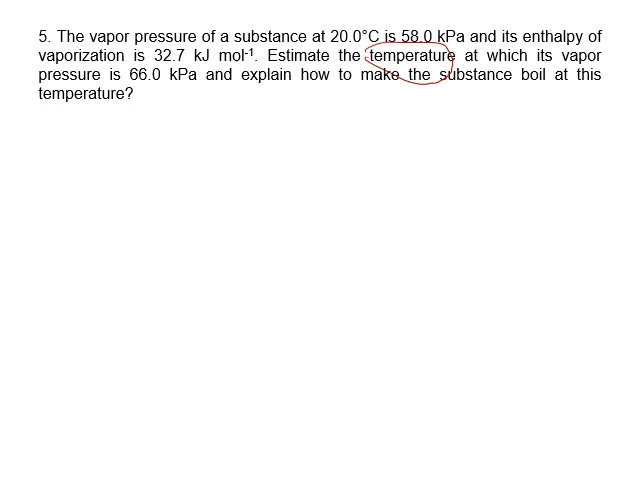 5. The vapor pressure of a substance at 20.0°C is 58.0 kPa and its enthalpy of
vaporization is 32.7 kJ mol⁻¹. Estimate the temperature at which its vapor
pressure is 66.0 kPa and explain how to make the substance boil at this
temperature?